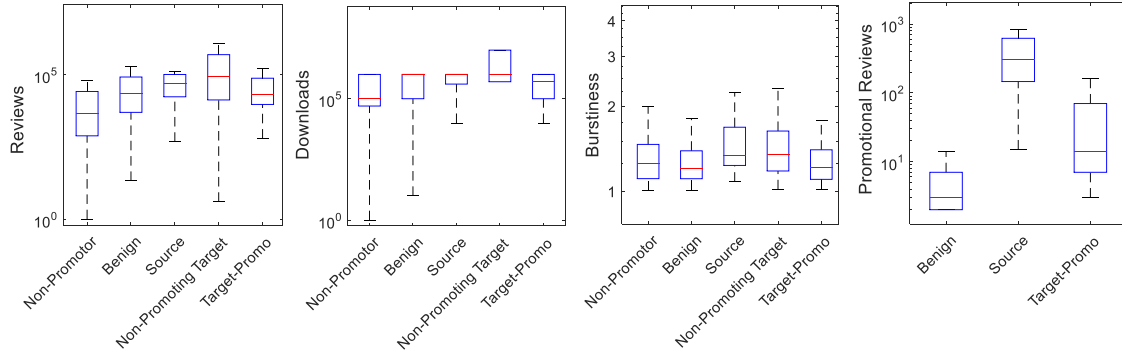 Reviews
10^5
10^0
Non-Promotor
Benign
Source
Non-Promoting Target
Target-Promo
Downloads
10^5
10^0
Non-Promotor
Benign
Source
Non-Promoting Target
Target-Promo
Burstiness
4
2
1
Non-Promotor
Benign
Source
Non-Promoting Target
Target-Promo
Promotional Reviews
10^3
10^2
10^1
Benign
Source
Target-Promo